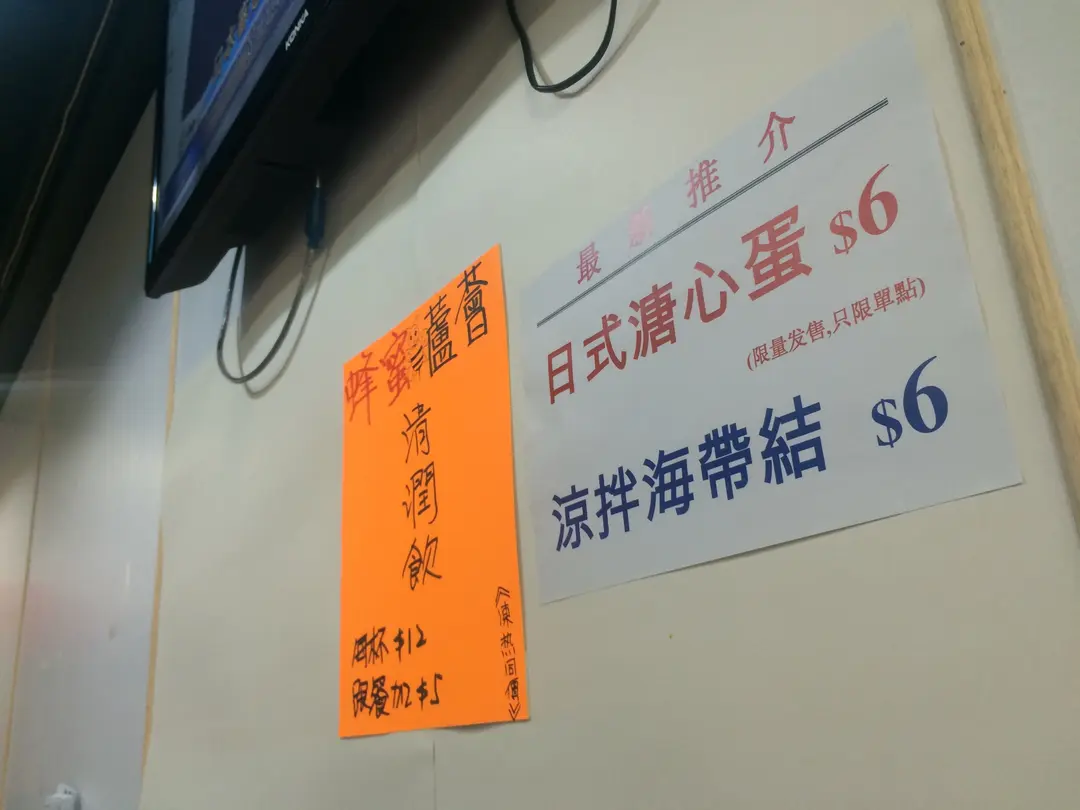 KONKA
最新推介
日式溏心蛋 $6
(限量发售,只限單點)
涼拌海帶結 $6
蜂蜜蘆薈
清潤飲
每杯 $12
跟餐加 $5
《凍热同價》